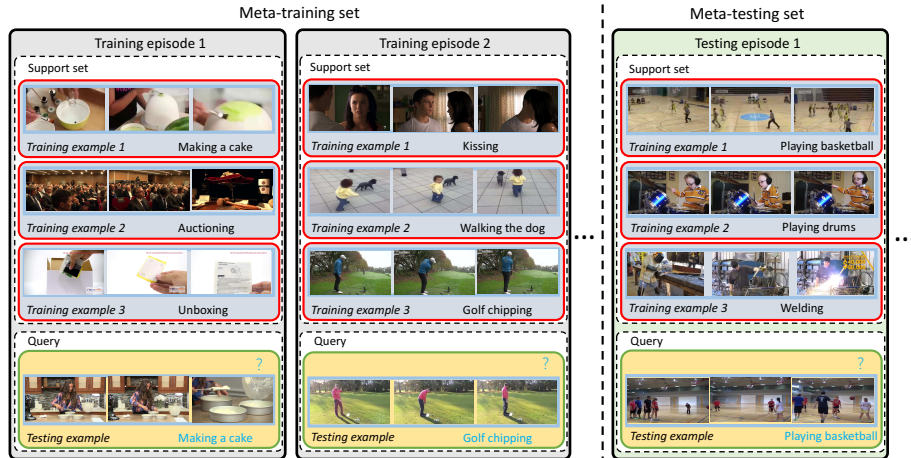 Meta-training set
Meta-testing set
Training episode 1
Support set
Training example 1 Making a cake
Training example 2 Auctioning
Training example 3 Unboxing
Query
?
Testing example Making a cake
Training episode 2
Support set
Training example 1 Kissing
Training example 2 Walking the dog
Training example 3 Golf chipping
Query
?
Testing example Golf chipping
...
Testing episode 1
Support set
Training example 1 Playing basketball
Training example 2 Playing drums
Training example 3 Welding
Query
?
Testing example Playing basketball
..